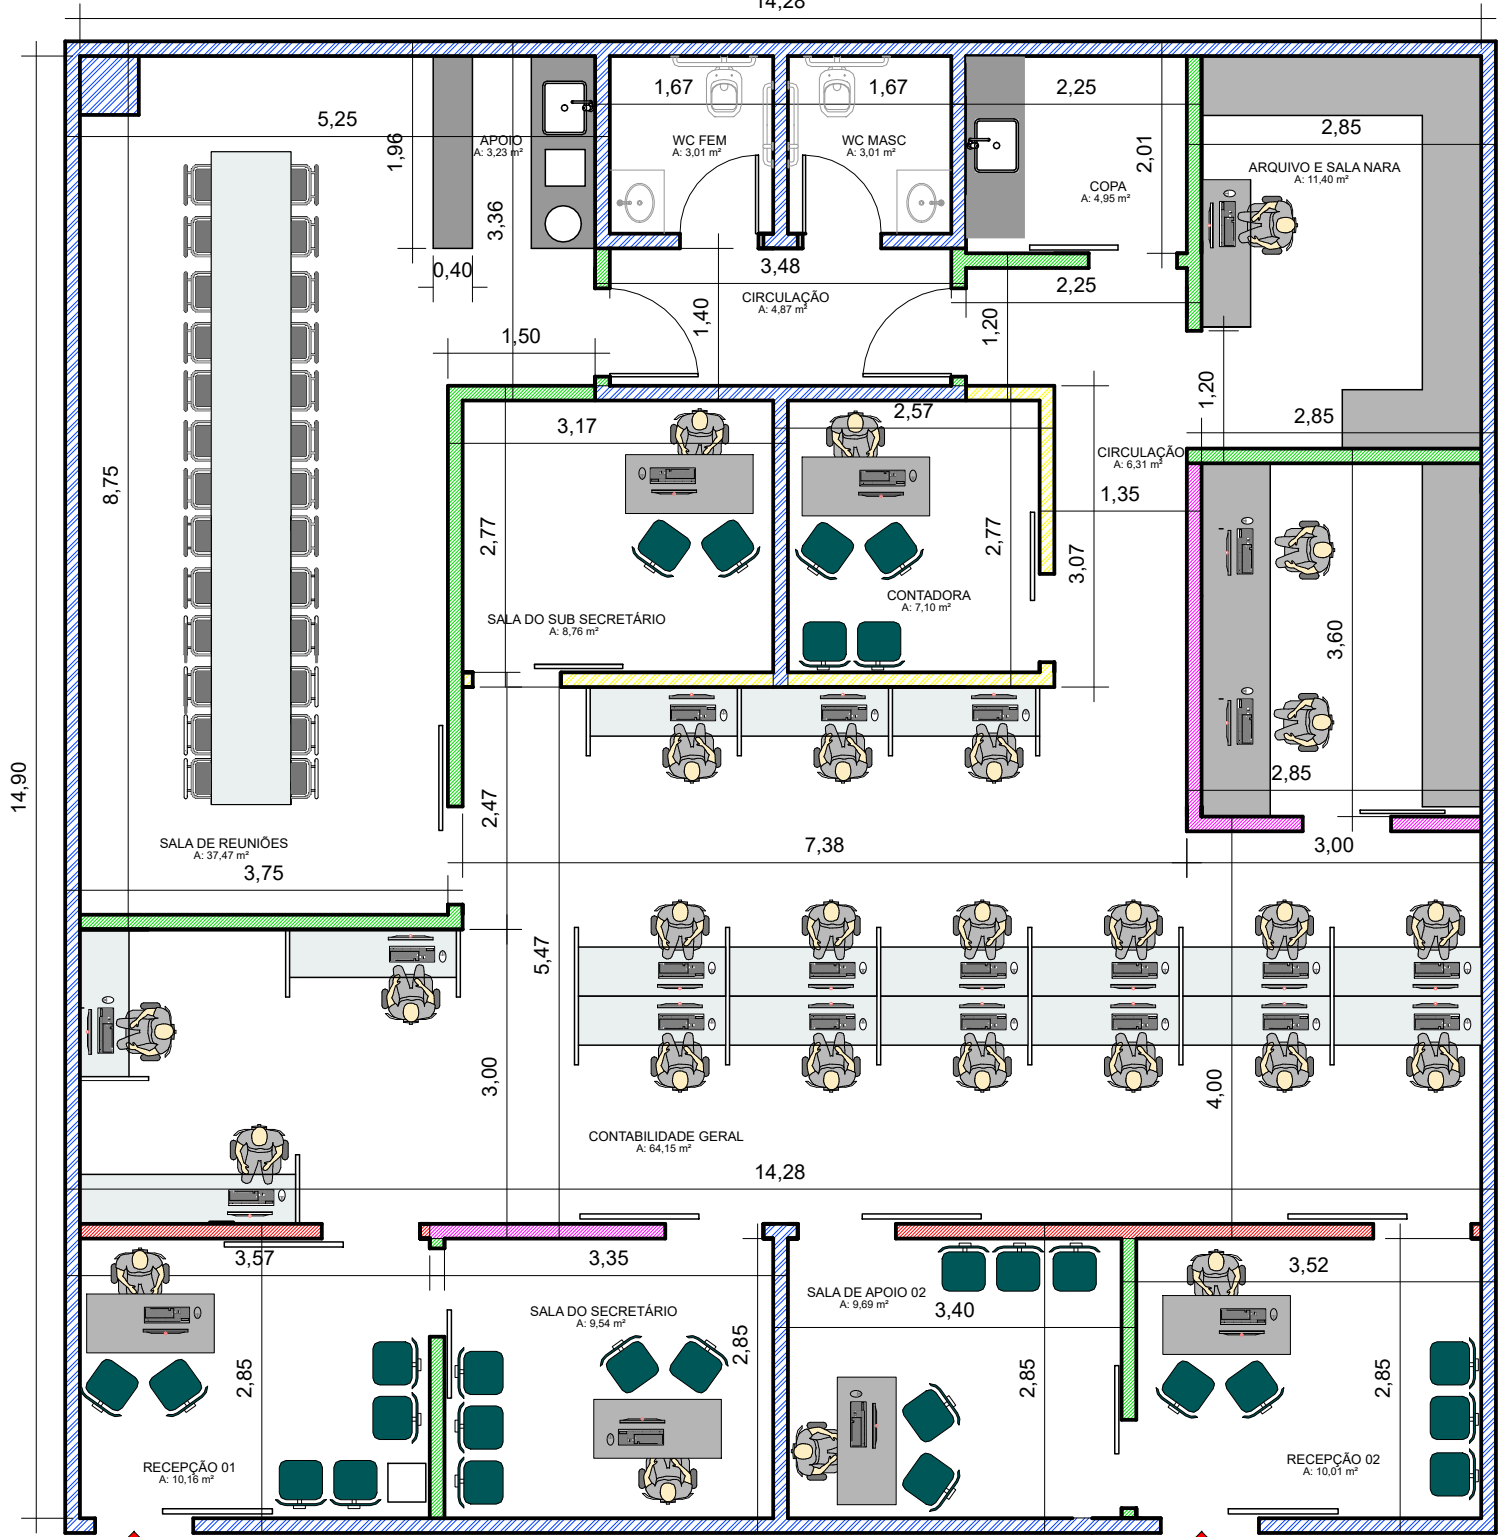 14,28
1,67
1,67
2,25
5,25
2,85
1,96
APOIO
A: 3,23 m²
WC FEM
A: 3,01 m²
WC MASC
A: 3,01 m²
2,01
ARQUIVO E SALA NARA
A: 11,40 m²
COPA
A: 4,95 m²
3,36
0,40
3,48
2,25
CIRCULAÇÃO
A: 4,87 m²
1,40
1,20
1,50
1,20
3,17
2,57
2,85
8,75
CIRCULAÇÃO
A: 6,31 m²
1,35
2,77
2,77
3,07
CONTADORA
A: 7,10 m²
SALA DO SUB SECRETÁRIO
A: 8,76 m²
3,60
14,90
2,85
2,47
SALA DE REUNIÕES
A: 37,47 m²
7,38
3,00
3,75
5,47
3,00
4,00
CONTABILIDADE GERAL
A: 64,15 m²
14,28
3,57
3,35
3,52
SALA DE APOIO 02
A: 9,69 m²
3,40
SALA DO SECRETÁRIO
A: 9,54 m²
2,85
2,85
2,85
2,85
RECEPÇÃO 01
A: 10,16 m²
RECEPÇÃO 02
A: 10,01 m²